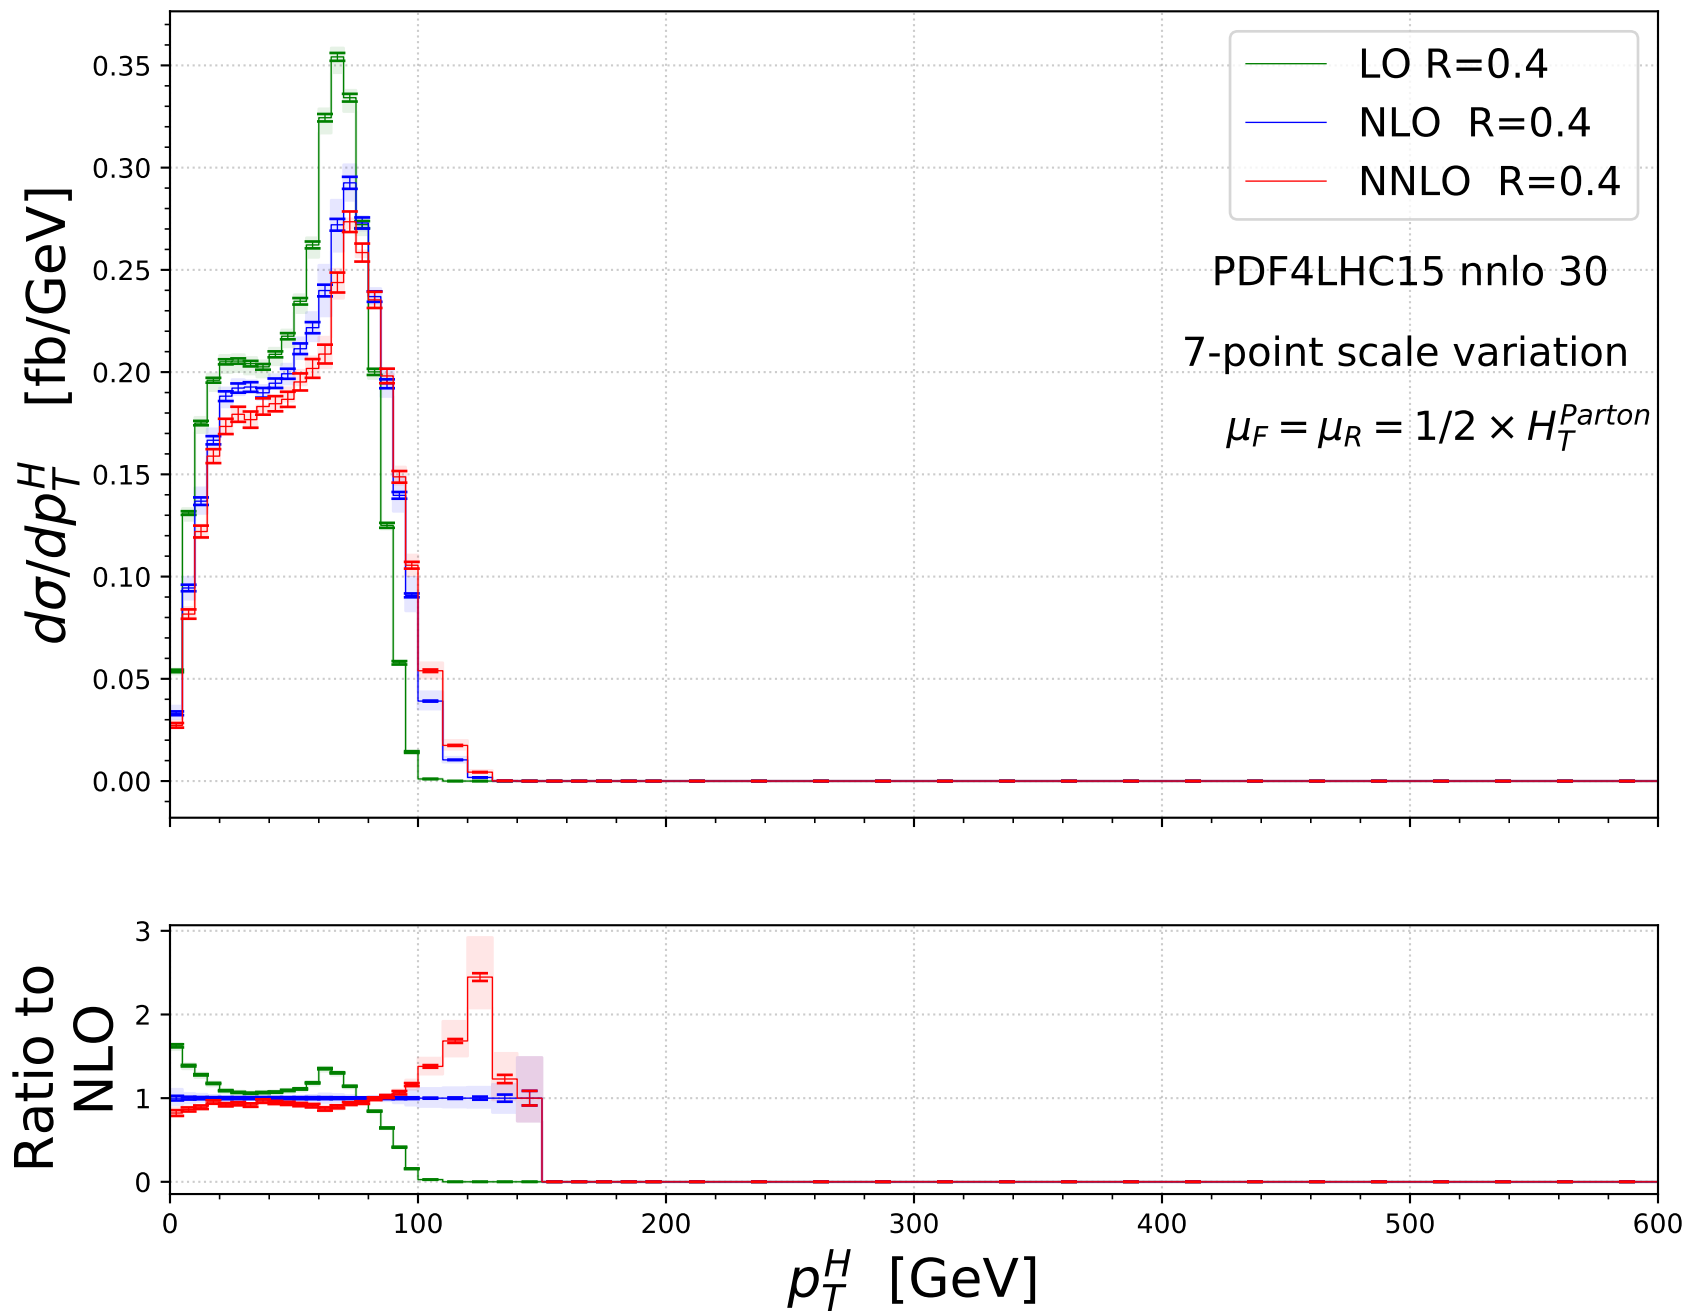 dσ/dp_T^H [fb/GeV]
0.35
0.30
0.25
0.20
0.15
0.10
0.05
0.00
LO R=0.4
NLO R=0.4
NNLO R=0.4
PDF4LHC15 nnlo 30
7-point scale variation
μ_F = μ_R = 1/2 × H_T^{Parton}
Ratio to
NLO
3
2
1
0
0 100 200 300 400 500 600
p_T^H [GeV]